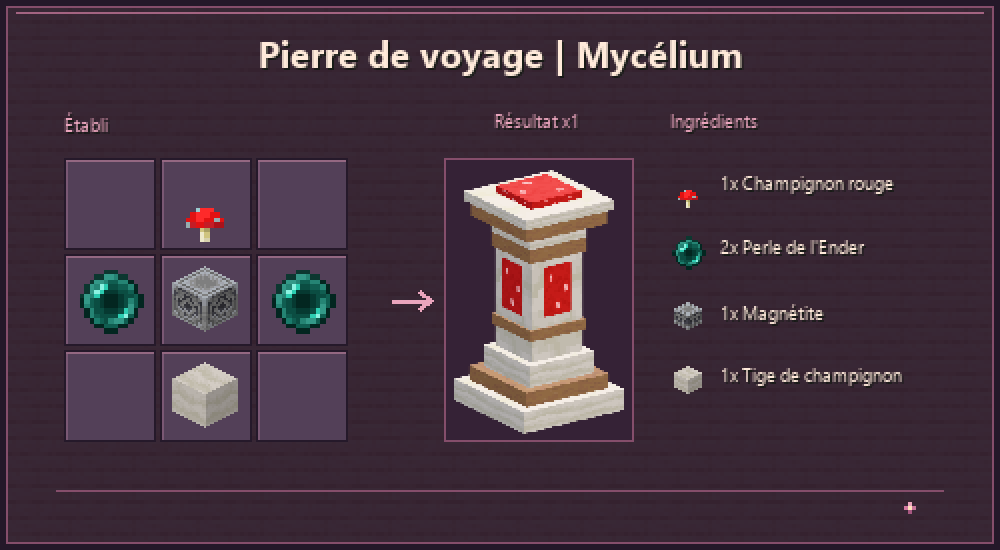 Pierre de voyage | Mycélium
Établi
Résultat x1
Ingrédients
1x Champignon rouge
2x Perle de l'Ender
1x Magnétite
1x Tige de champignon